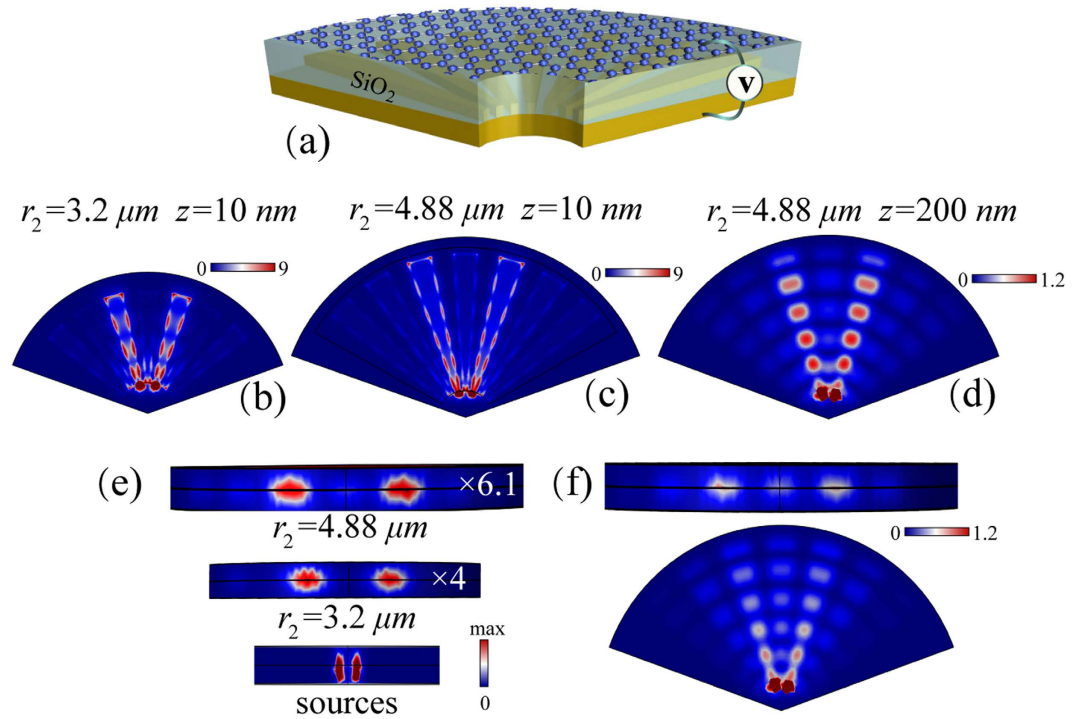 SiO₂
V
(a)
r₂=3.2 μm z=10 nm
r₂=4.88 μm z=10 nm
r₂=4.88 μm z=200 nm
0 9
0 9
0 1.2
(b)
(c)
(d)
(e)
×6.1
r₂=4.88 μm
×4
r₂=3.2 μm
max
0
sources
(f)
0 1.2